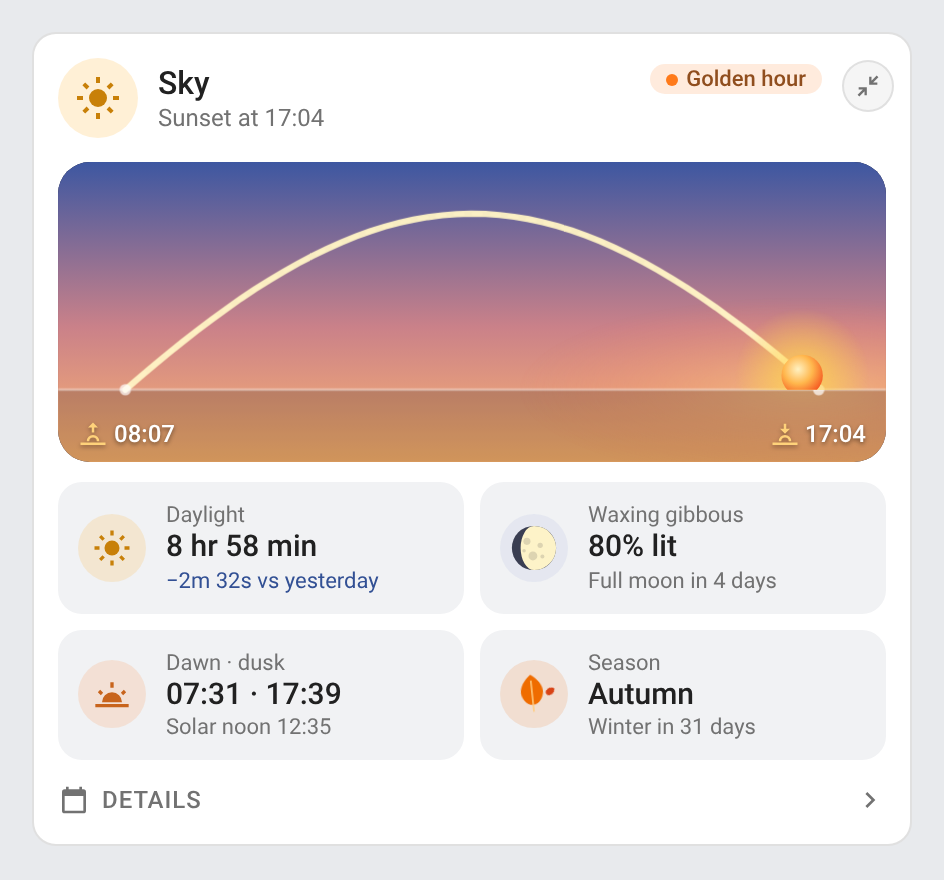 Sky
Golden hour
Sunset at 17:04
08:07
17:04
Daylight
8 hr 58 min
−2m 32s vs yesterday
Waxing gibbous
80% lit
Full moon in 4 days
Dawn · dusk
07:31 · 17:39
Solar noon 12:35
Season
Autumn
Winter in 31 days
DETAILS